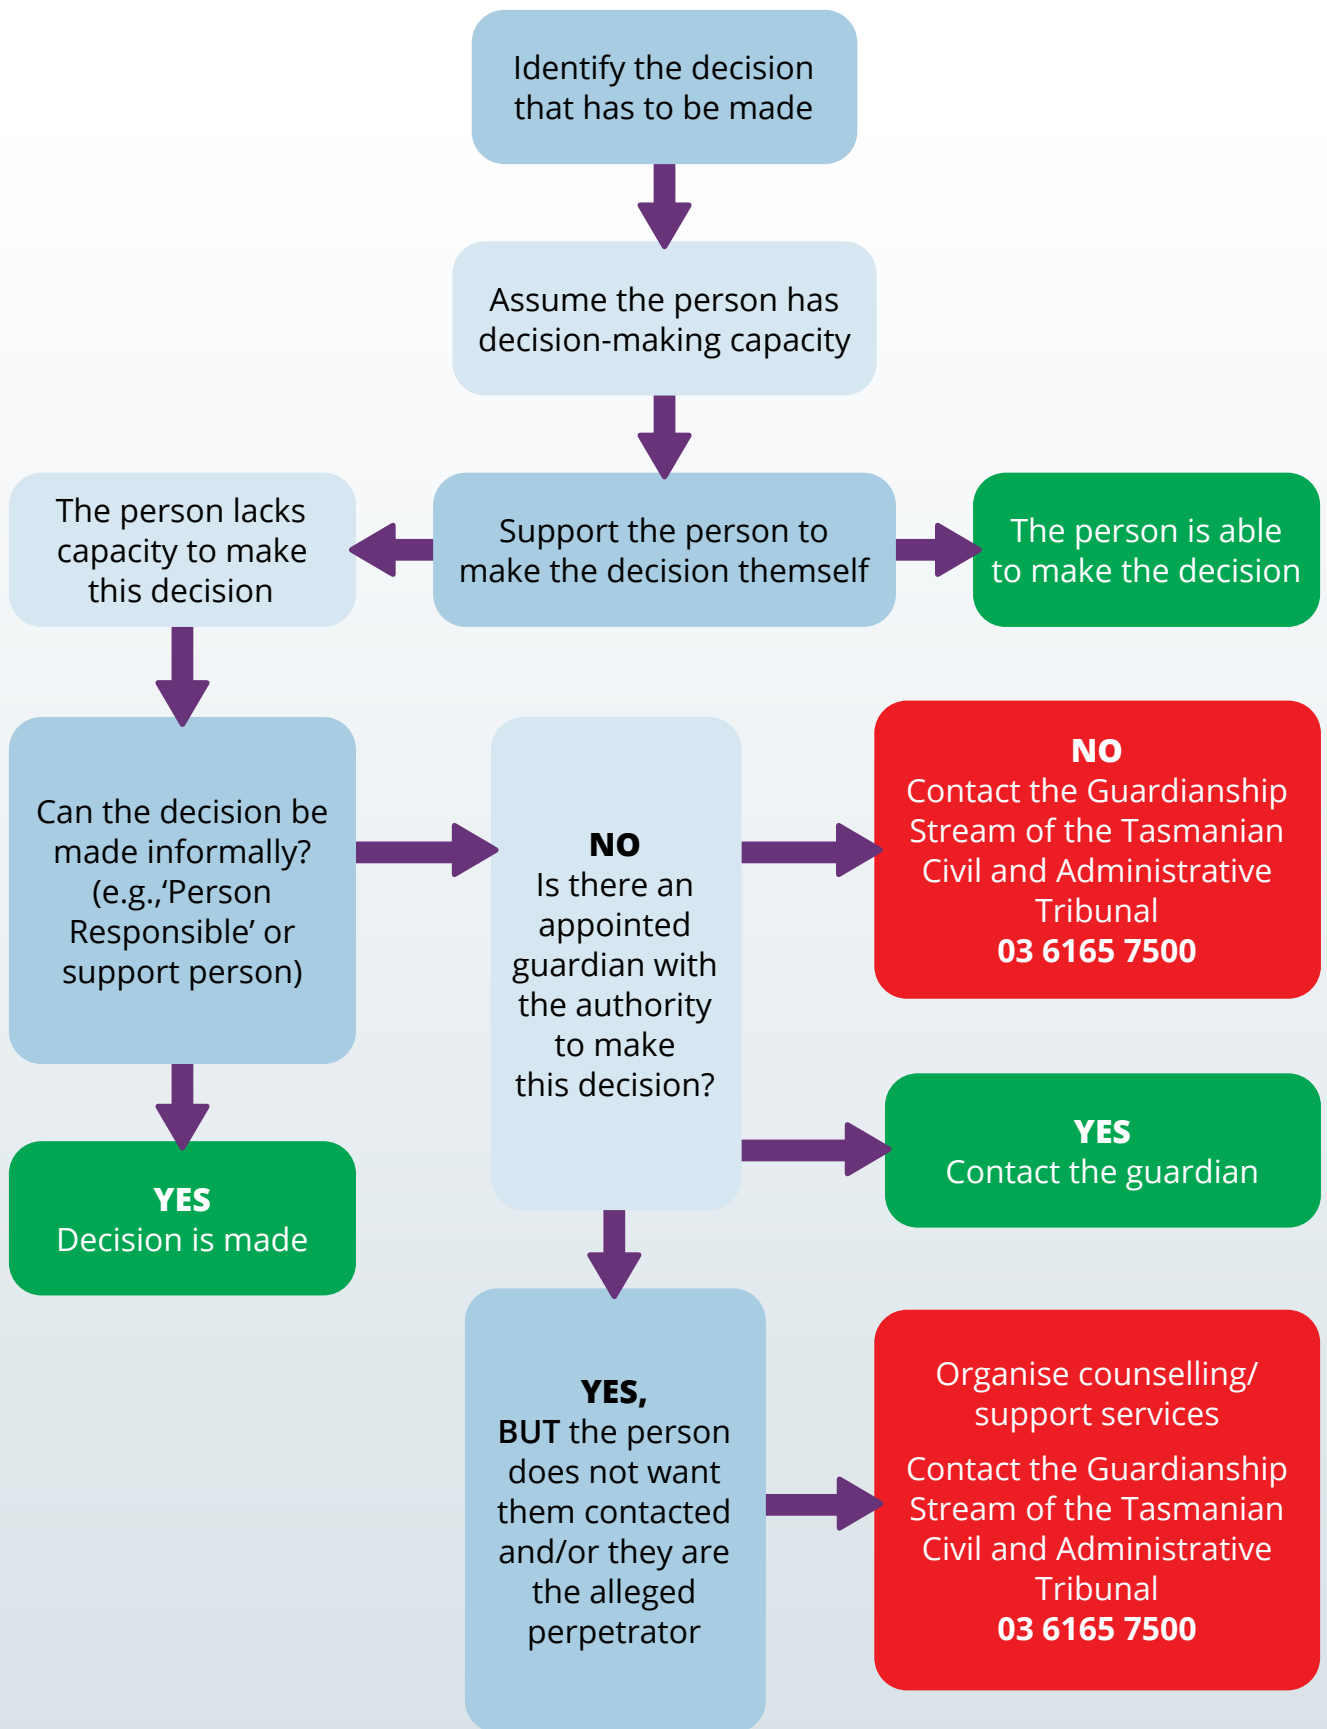 Identify the decision
that has to be made
Assume the person has
decision-making capacity
The person lacks
capacity to make
this decision
Support the person to
make the decision themself
The person is able
to make the decision
Can the decision be
made informally?
(e.g.,‘Person
Responsible’ or
support person)
NO
Is there an
appointed
guardian with
the authority
to make
this decision?
NO
Contact the Guardianship
Stream of the Tasmanian
Civil and Administrative
Tribunal
03 6165 7500
YES
Contact the guardian
YES
Decision is made
YES,
BUT the person
does not want
them contacted
and/or they are
the alleged
perpetrator
Organise counselling/
support services
Contact the Guardianship
Stream of the Tasmanian
Civil and Administrative
Tribunal
03 6165 7500